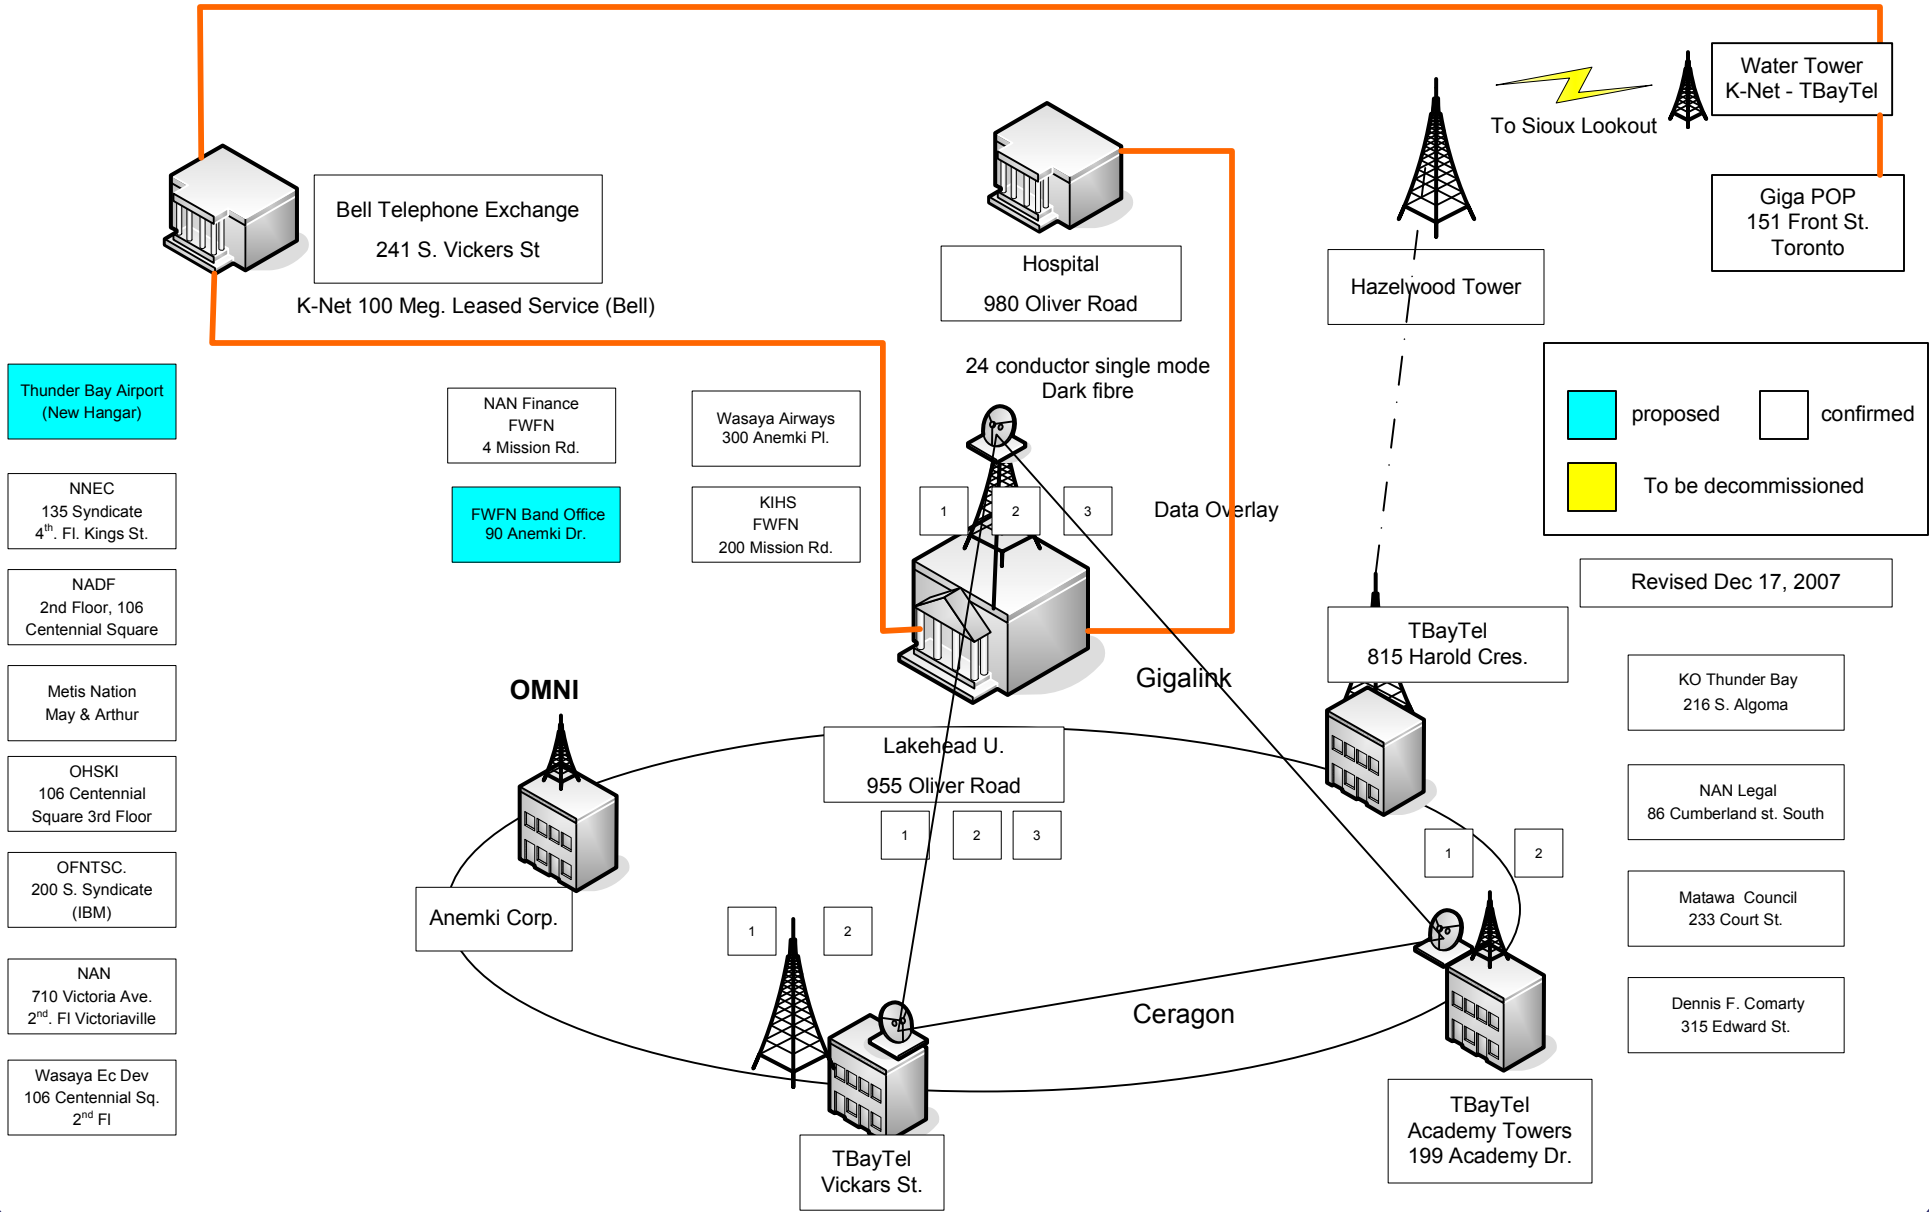 Water Tower
K-Net - TBayTel
To Sioux Lookout
Giga POP
151 Front St.
Toronto
Bell Telephone Exchange
241 S. Vickers St
K-Net 100 Meg. Leased Service (Bell)
Hospital
980 Oliver Road
Hazelwood Tower
24 conductor single mode
Dark fibre
proposed
confirmed
To be decommissioned
Revised Dec 17, 2007
Thunder Bay Airport
(New Hangar)
NNEC
135 Syndicate
4th. Fl. Kings St.
NADF
2nd Floor, 106
Centennial Square
Metis Nation
May & Arthur
OHSKI
106 Centennial
Square 3rd Floor
OFNTSC.
200 S. Syndicate
(IBM)
NAN
710 Victoria Ave.
2nd. Fl Victoriaville
Wasaya Ec Dev
106 Centennial Sq.
2nd Fl
NAN Finance
FWFN
4 Mission Rd.
FWFN Band Office
90 Anemki Dr.
Wasaya Airways
300 Anemki Pl.
KIHS
FWFN
200 Mission Rd.
1
2
3
Data Overlay
Gigalink
OMNI
Anemki Corp.
Lakehead U.
955 Oliver Road
1
2
3
1
2
TBayTel
Vickars St.
Ceragon
TBayTel
815 Harold Cres.
1
2
TBayTel
Academy Towers
199 Academy Dr.
KO Thunder Bay
216 S. Algoma
NAN Legal
86 Cumberland st. South
Matawa Council
233 Court St.
Dennis F. Comarty
315 Edward St.